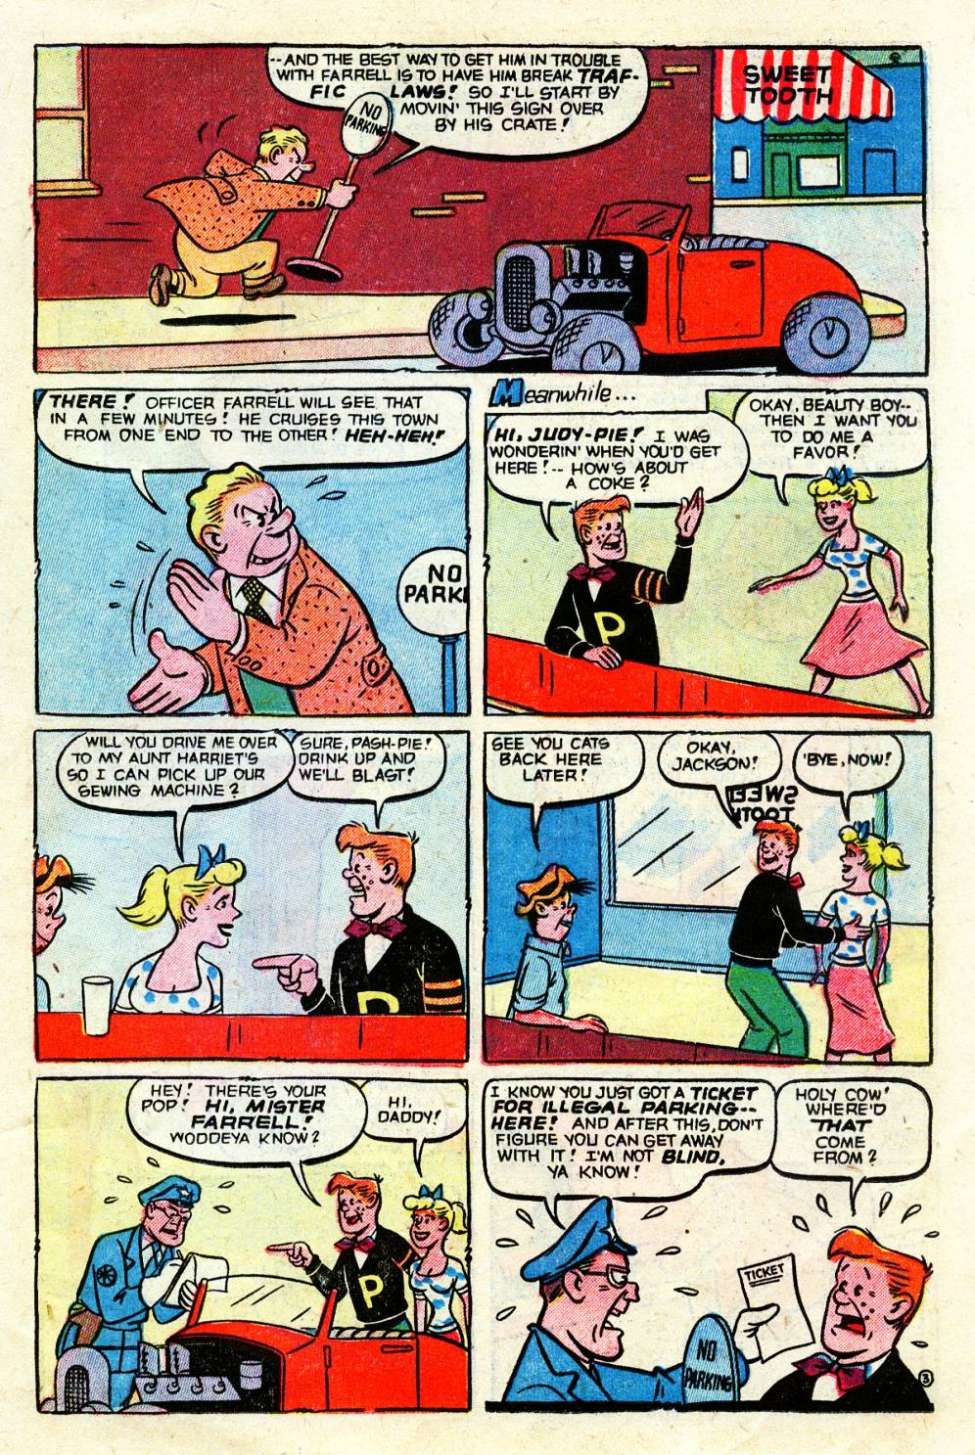 --AND THE BEST WAY TO GET HIM IN TROUBLE
WITH FARRELL IS TO HAVE HIM BREAK TRAF-
FIC LAWS! SO I'LL START BY
MOVIN' THIS SIGN OVER
BY HIS CRATE!
NO
PARKING
SWEET
TOOTH
THERE! OFFICER FARRELL WILL SEE THAT
IN A FEW MINUTES! HE CRUISES THIS TOWN
FROM ONE END TO THE OTHER! HEH-HEH!
NO
PARKI
Meanwhile...
HI, JUDY-PIE! I WAS
WONDERIN' WHEN YOU'D GET
HERE!-- HOW'S ABOUT
A COKE?
OKAY, BEAUTY BOY--
THEN I WANT YOU
TO DO ME A
FAVOR!
P
WILL YOU DRIVE ME OVER
TO MY AUNT HARRIET'S
SO I CAN PICK UP OUR
SEWING MACHINE?
SURE, PASH-PIE!
DRINK UP AND
WE'LL BLAST!
P
SEE YOU CATS
BACK HERE
LATER!
OKAY,
JACKSON!
'BYE, NOW!
SWEE
TOOTH
HEY! THERE'S YOUR
POP! HI, MISTER
FARRELL!
WODDEYA KNOW?
HI,
DADDY!
P
I KNOW YOU JUST GOT A TICKET
FOR ILLEGAL PARKING--
HERE! AND AFTER THIS, DON'T
FIGURE YOU CAN GET AWAY
WITH IT! I'M NOT BLIND,
YA KNOW!
HOLY COW!
WHERE'D
THAT
COME
FROM?
TICKET
NO
PARKING
3